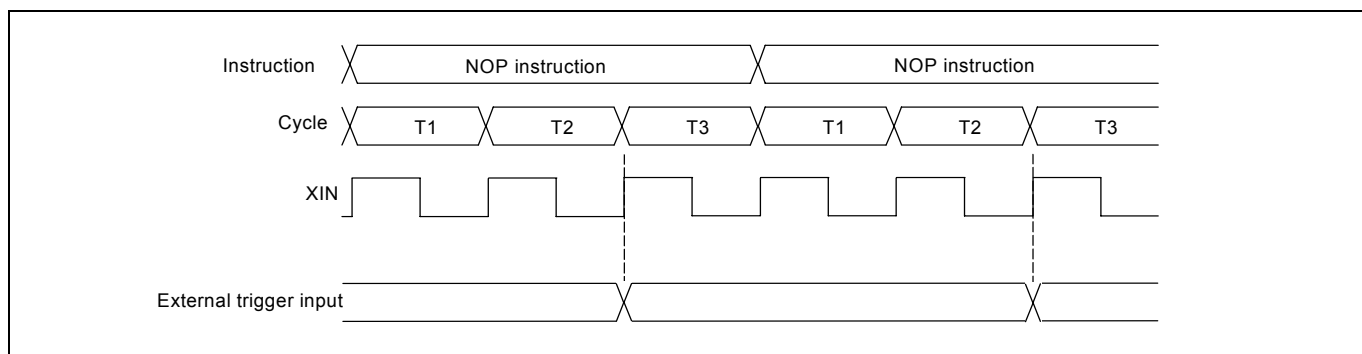 Instruction NOP instruction NOP instruction
Cycle T1 T2 T3 T1 T2 T3
XIN
External trigger input